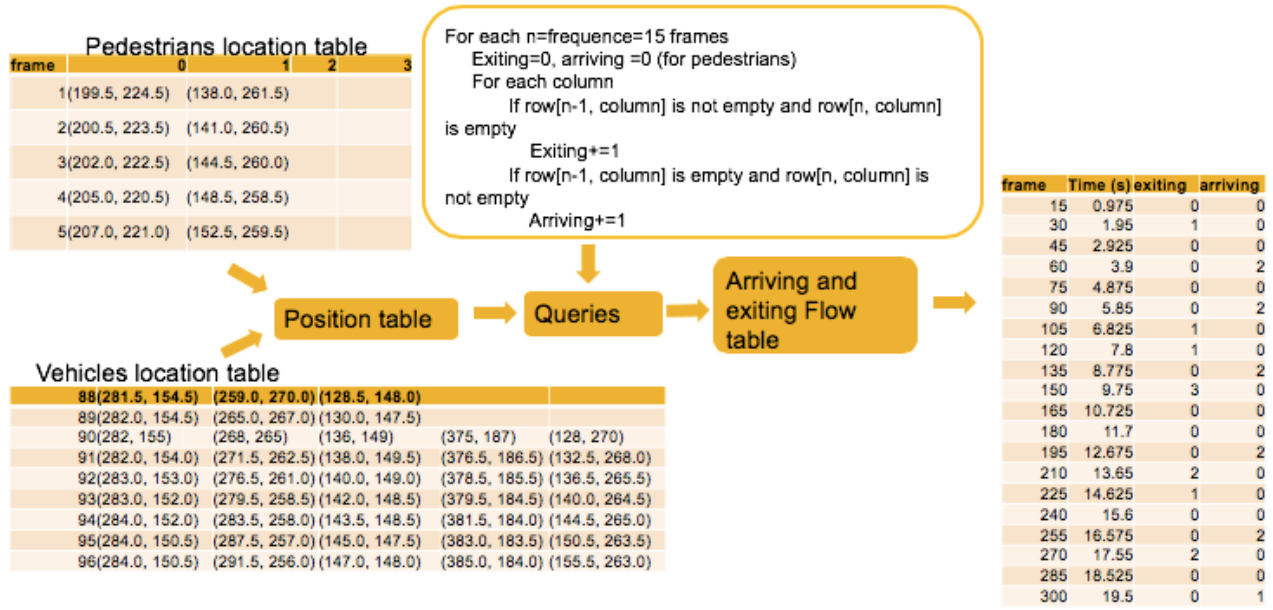 Pedestrians location table
frame 0 1 2 3
1(199.5, 224.5) (138.0, 261.5)
2(200.5, 223.5) (141.0, 260.5)
3(202.0, 222.5) (144.5, 260.0)
4(205.0, 220.5) (148.5, 258.5)
5(207.0, 221.0) (152.5, 259.5)
For each n=frequence=15 frames
Exiting=0, arriving =0 (for pedestrians)
For each column
If row[n-1, column] is not empty and row[n, column]
is empty
Exiting+=1
If row[n-1, column] is empty and row[n, column] is
not empty
Arriving+=1
Position table
Queries
Arriving and
exiting Flow
table
Vehicles location table
88(281.5, 154.5) (259.0, 270.0) (128.5, 148.0)
89(282.0, 154.5) (265.0, 267.0) (130.0, 147.5)
90(282, 155) (268, 265) (136, 149) (375, 187) (128, 270)
91(282.0, 154.0) (271.5, 262.5) (138.0, 149.5) (376.5, 186.5) (132.5, 268.0)
92(283.0, 153.0) (276.5, 261.0) (140.0, 149.0) (378.5, 185.5) (136.5, 265.5)
93(283.0, 152.0) (279.5, 258.5) (142.0, 148.5) (379.5, 184.5) (140.0, 264.5)
94(284.0, 152.0) (283.5, 258.0) (143.5, 148.5) (381.5, 184.0) (144.5, 265.0)
95(284.0, 150.5) (287.5, 257.0) (145.0, 147.5) (383.0, 183.5) (150.5, 263.5)
96(284.0, 150.5) (291.5, 256.0) (147.0, 148.0) (385.0, 184.0) (155.5, 263.0)
frame Time (s) exiting arriving
15 0.975 0 0
30 1.95 1 0
45 2.925 0 0
60 3.9 0 2
75 4.875 0 0
90 5.85 0 2
105 6.825 1 0
120 7.8 1 0
135 8.775 0 2
150 9.75 3 0
165 10.725 0 0
180 11.7 0 0
195 12.675 0 2
210 13.65 2 0
225 14.625 1 0
240 15.6 0 0
255 16.575 0 2
270 17.55 2 0
285 18.525 0 0
300 19.5 0 1